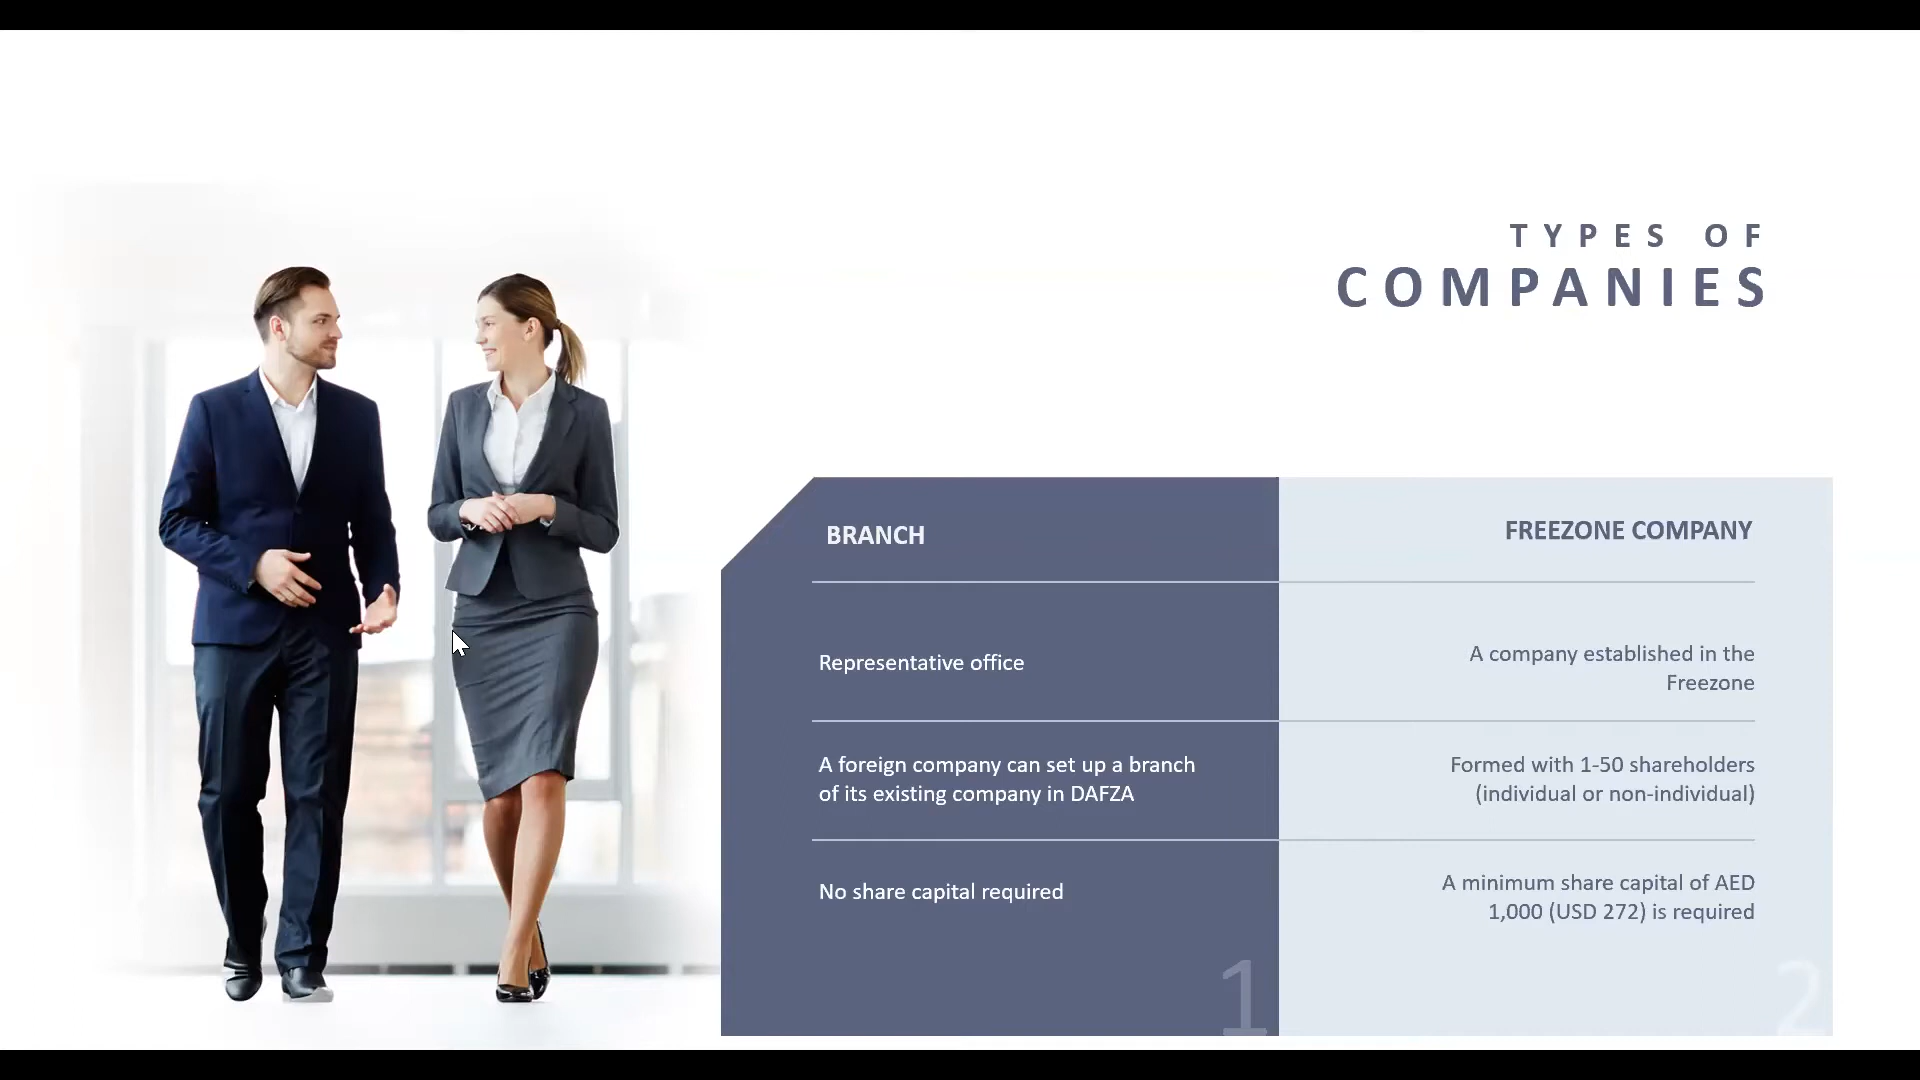 TYPES OF
COMPANIES
BRANCH
Representative office
A foreign company can set up a branch
of its existing company in DAFZA
No share capital required
1
FREEZONE COMPANY
A company established in the
Freezone
Formed with 1-50 shareholders
(individual or non-individual)
A minimum share capital of AED
1,000 (USD 272) is required
2